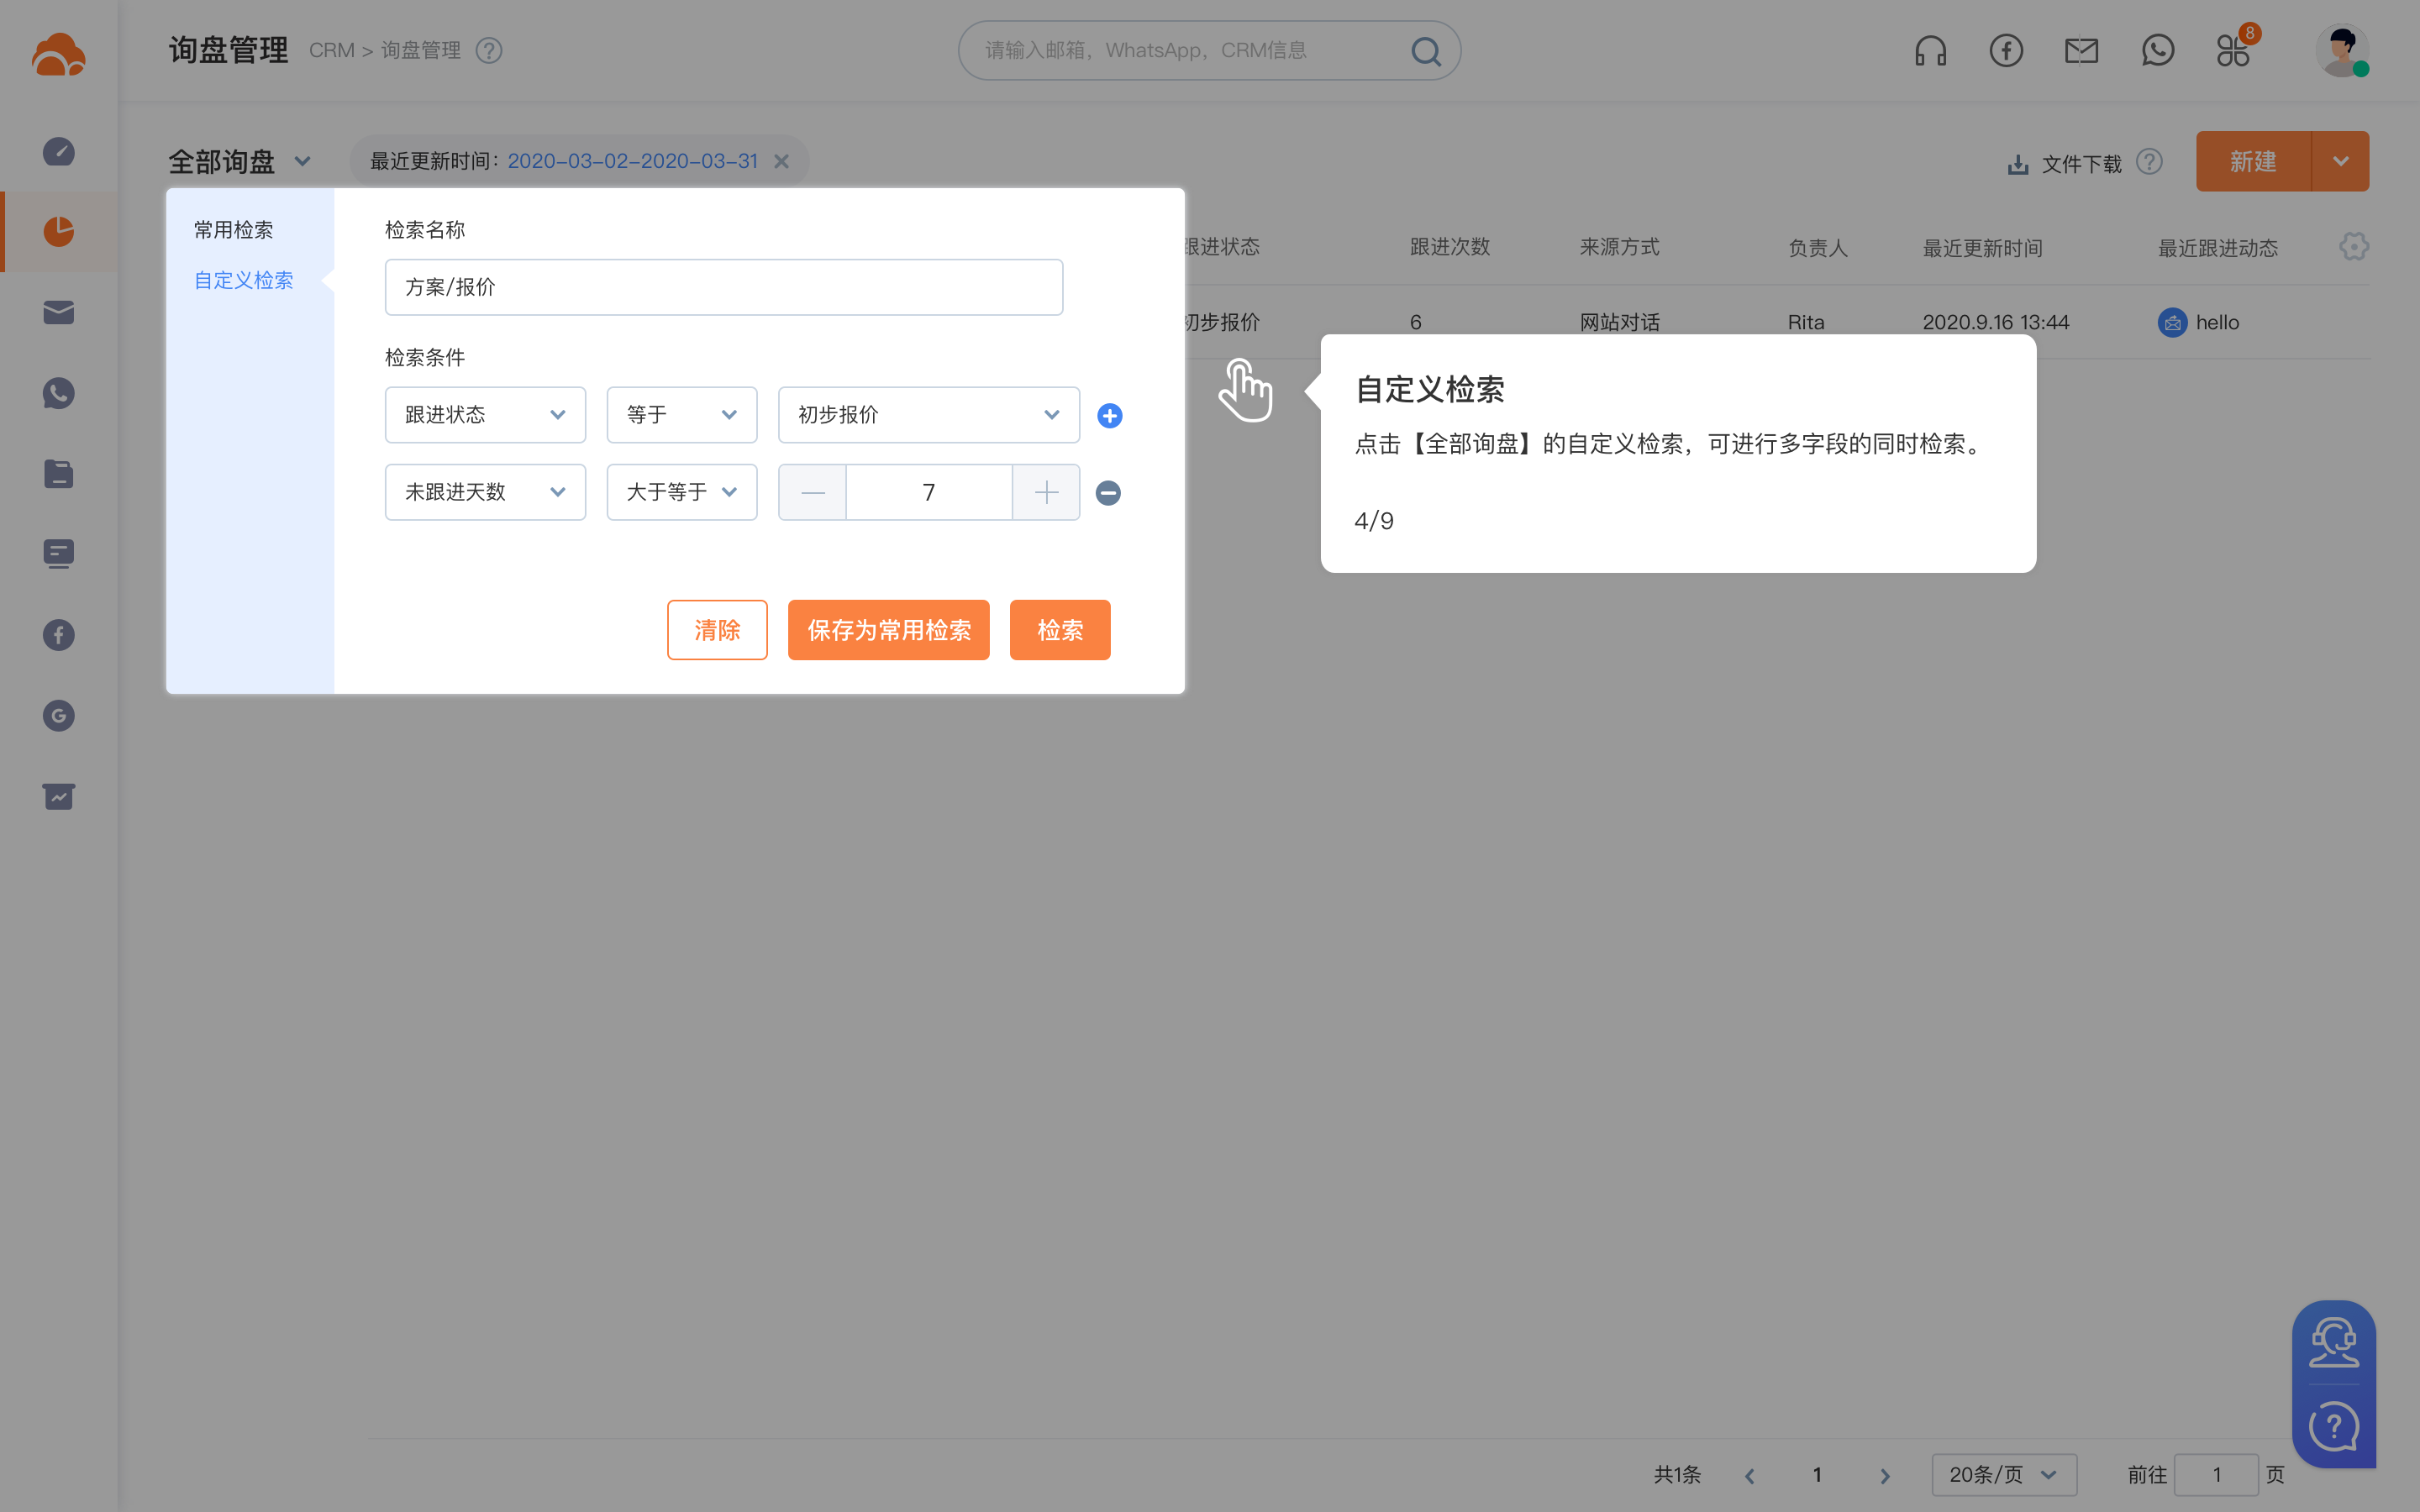 询盘管理 CRM > 询盘管理 ?
请输入邮箱，WhatsApp，CRM信息
8
全部询盘 最近更新时间：2020-03-02-2020-03-31
文件下载 ? 新建
常用检索
自定义检索
检索名称
方案/报价
检索条件
跟进状态 等于 初步报价
未跟进天数 大于等于 7
清除 保存为常用检索 检索
跟进状态 跟进次数 来源方式 负责人 最近更新时间 最近跟进动态
初步报价 6 网站对话 Rita 2020.9.16 13:44 hello
自定义检索
点击【全部询盘】的自定义检索，可进行多字段的同时检索。
4/9
共1条 1 20条/页 前往 1 页